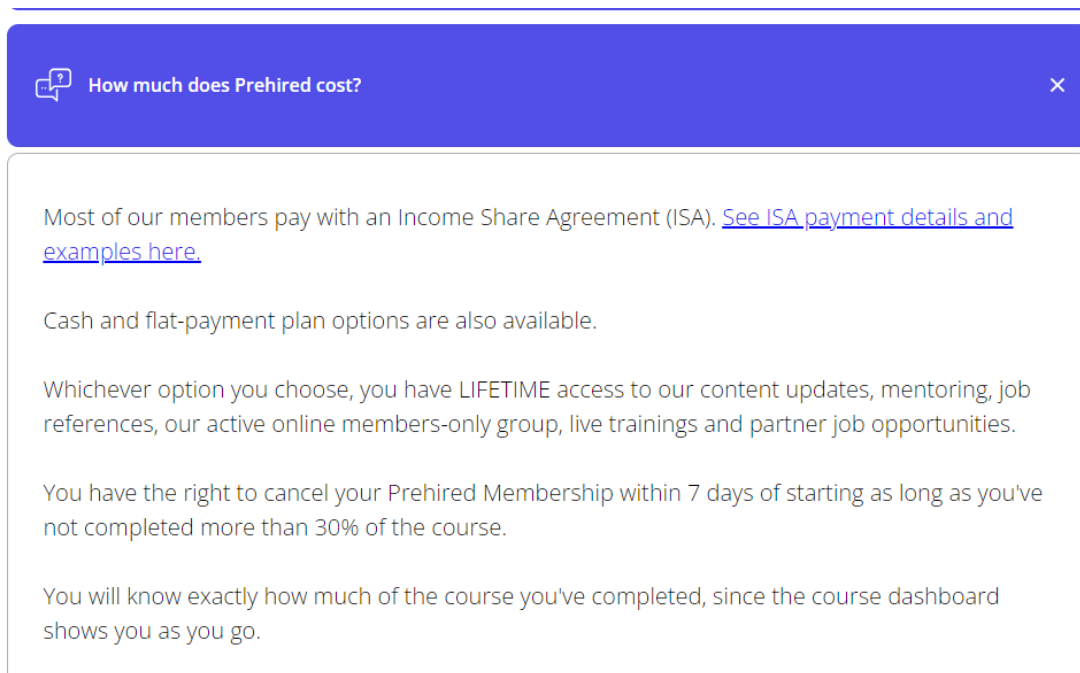 How much does Prehired cost?
Most of our members pay with an Income Share Agreement (ISA). See ISA payment details and
examples here.
Cash and flat-payment plan options are also available.
Whichever option you choose, you have LIFETIME access to our content updates, mentoring, job
references, our active online members-only group, live trainings and partner job opportunities.
You have the right to cancel your Prehired Membership within 7 days of starting as long as you've
not completed more than 30% of the course.
You will know exactly how much of the course you've completed, since the course dashboard
shows you as you go.